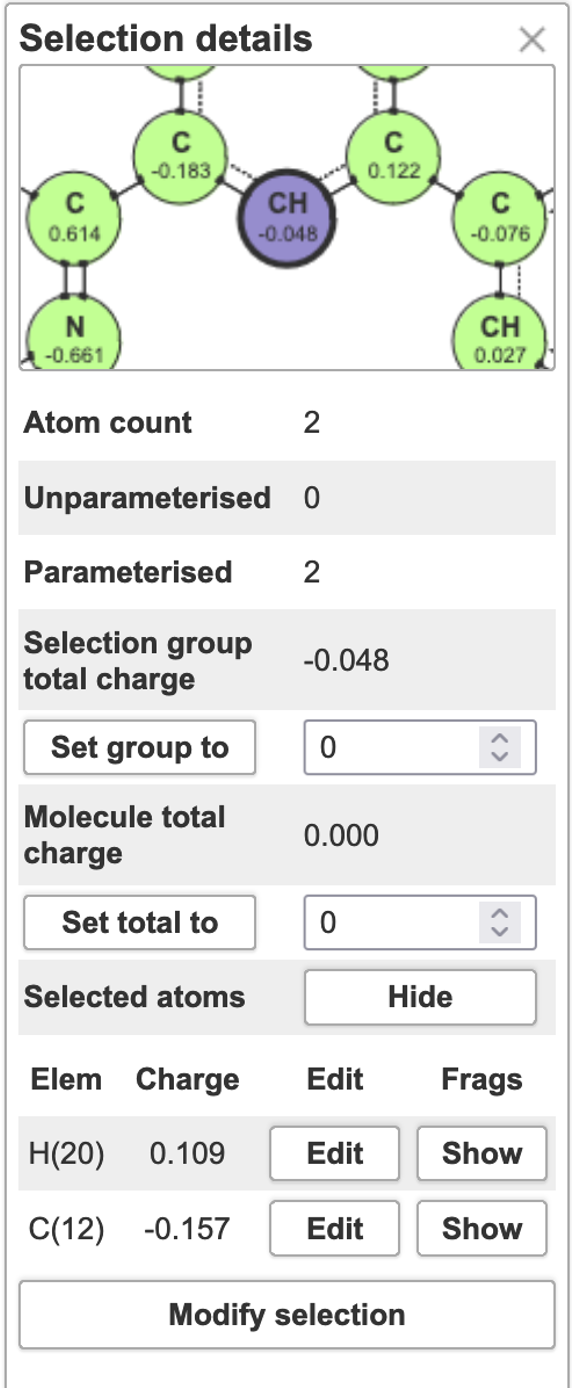 Selection details
C
-0.183
C
0.122
CH
-0.048
C
0.614
C
-0.076
N
-0.661
CH
0.027
Atom count 2
Unparameterised 0
Parameterised 2
Selection group
total charge
-0.048
Set group to 0
Molecule total
charge
0.000
Set total to 0
Selected atoms Hide
Elem Charge Edit Frags
H(20) 0.109 Edit Show
C(12) -0.157 Edit Show
Modify selection